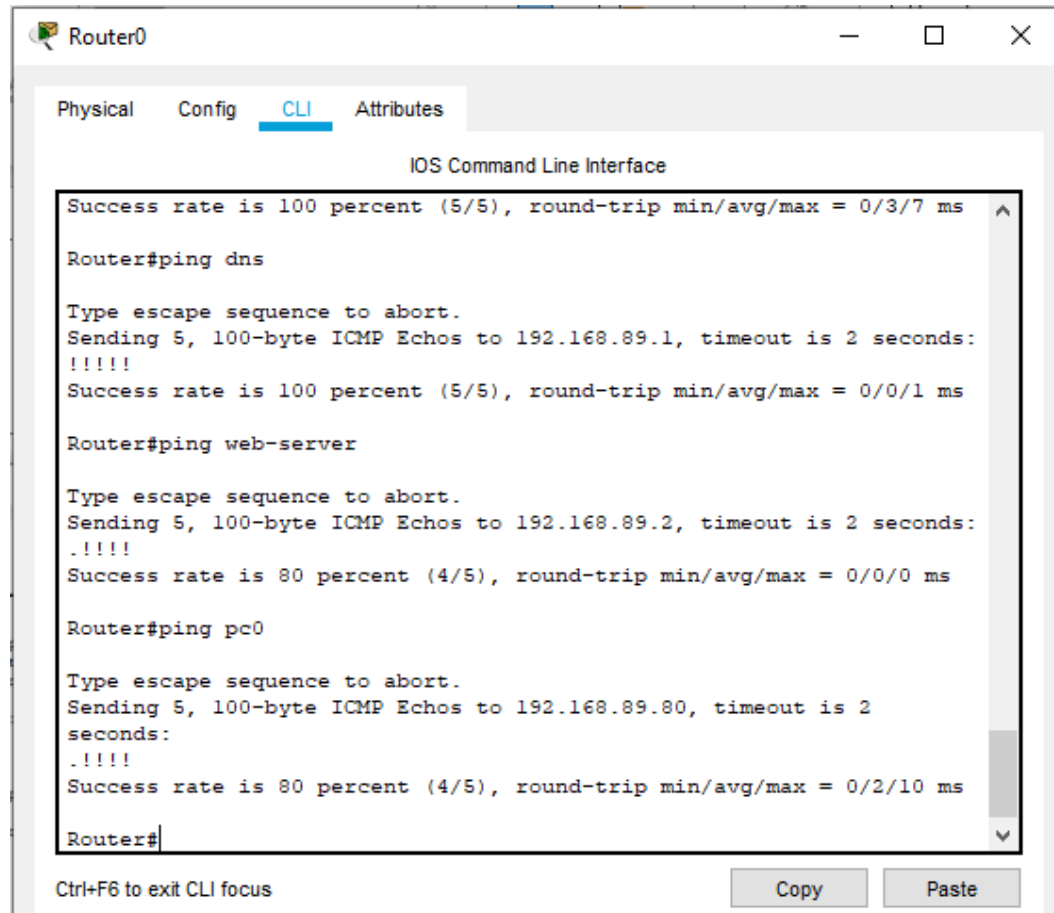 Router0
Physical Config CLI Attributes
IOS Command Line Interface
Success rate is 100 percent (5/5), round-trip min/avg/max = 0/3/7 ms
Router#ping dns
Type escape sequence to abort.
Sending 5, 100-byte ICMP Echos to 192.168.89.1, timeout is 2 seconds:
!!!!!
Success rate is 100 percent (5/5), round-trip min/avg/max = 0/0/1 ms
Router#ping web-server
Type escape sequence to abort.
Sending 5, 100-byte ICMP Echos to 192.168.89.2, timeout is 2 seconds:
.!!!!
Success rate is 80 percent (4/5), round-trip min/avg/max = 0/0/0 ms
Router#ping pc0
Type escape sequence to abort.
Sending 5, 100-byte ICMP Echos to 192.168.89.80, timeout is 2
seconds:
.!!!!
Success rate is 80 percent (4/5), round-trip min/avg/max = 0/2/10 ms
Router#
Ctrl+F6 to exit CLI focus
Copy Paste